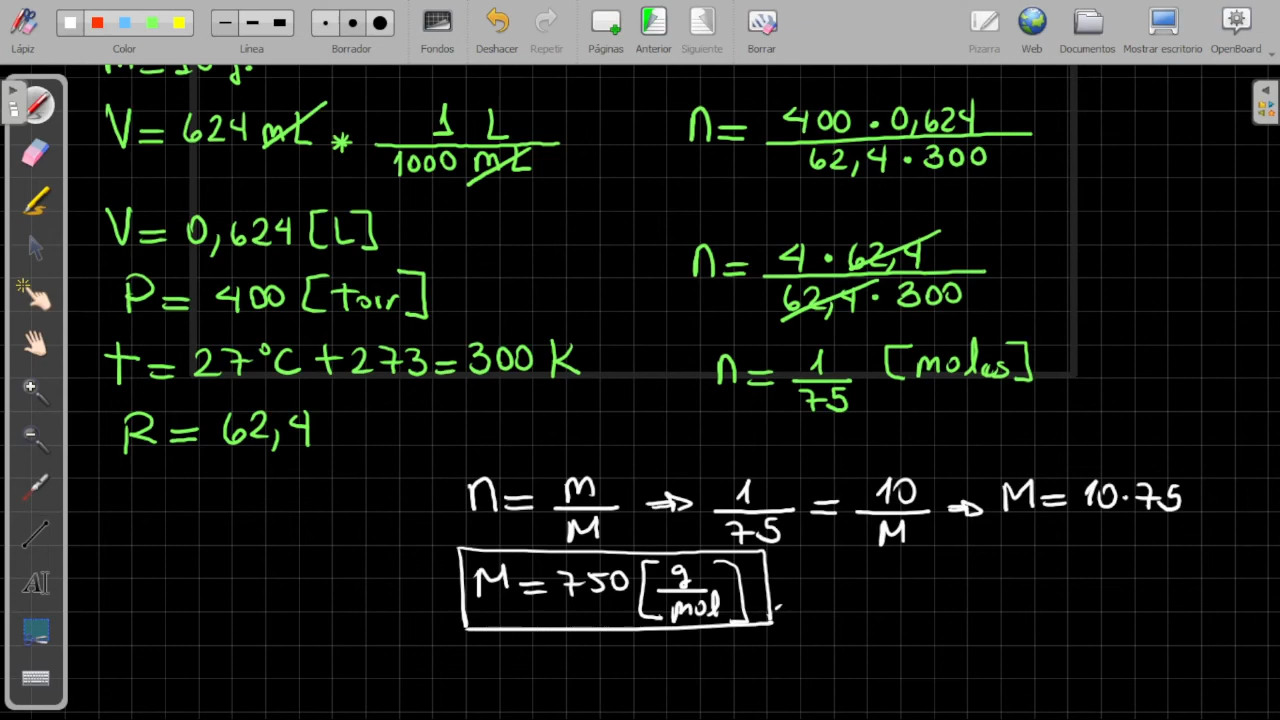 Lápiz Color Línea Borrador Fondos Deshacer Repetir Páginas Anterior Siguiente Borrar Pizarra Web Documentos Mostrar escritorio OpenBoard
m = 10 g.
V = 624 mL * 1 L / 1000 mL
V = 0,624 [L]
P = 400 [torr]
t = 27°C + 273 = 300 K
R = 62,4
n = 400 · 0,624 / 62,4 · 300
n = 4 · 62,4 / 62,4 · 300
n = 1 / 75 [moles]
n = m / M ⇒ 1 / 75 = 10 / M ⇒ M = 10·75
M = 750 [g / mol].
AI